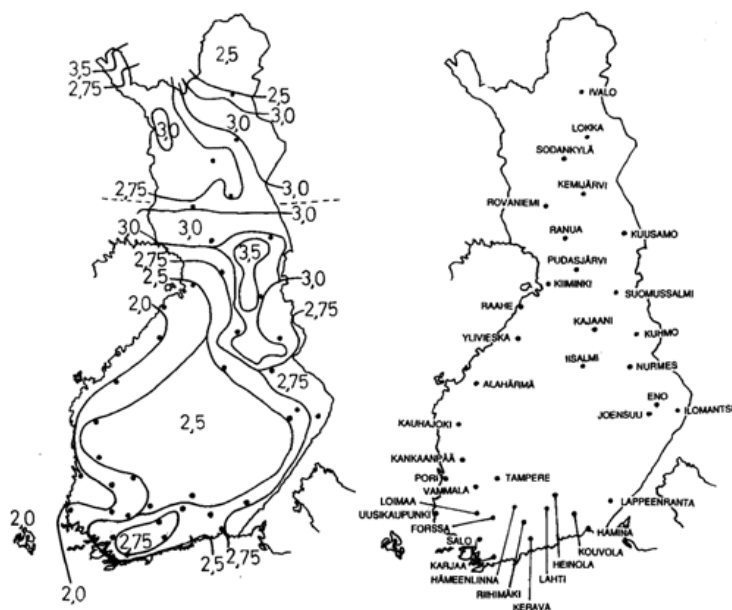 2,5
3,5
2,75
2,5
3,0
3,0
3,0
2,75
3,0
3,0
3,0
3,0
2,75
3,5
2,5
3,0
2,0
2,75
2,75
2,5
2,0
2,75
2,75
2,5
2,0
IVALO
LOKKA
SODANKYLÄ
KEMIJÄRVI
ROVANIEMI
RANUA
KUUSAMO
PUDASJÄRVI
KIIMINKI
SUOMUSSALMI
RAAHE
KAJAANI
YLIVIESKA
KUHMO
IISALMI
NURMES
ALAHÄRMÄ
ENO
JOENSUU
ILOMANTSI
KAUHAJOKI
KANKAANPÄÄ
PORI
TAMPERE
VAMMALA
LOIMAA
LAPPEENRANTA
UUSIKAUPUNKI
FORSSA
HAMINA
SALO
KOUVOLA
KARJAA
HEINOLA
HÄMEENLINNA
LAHTI
RIIHIMÄKI
KERAVA